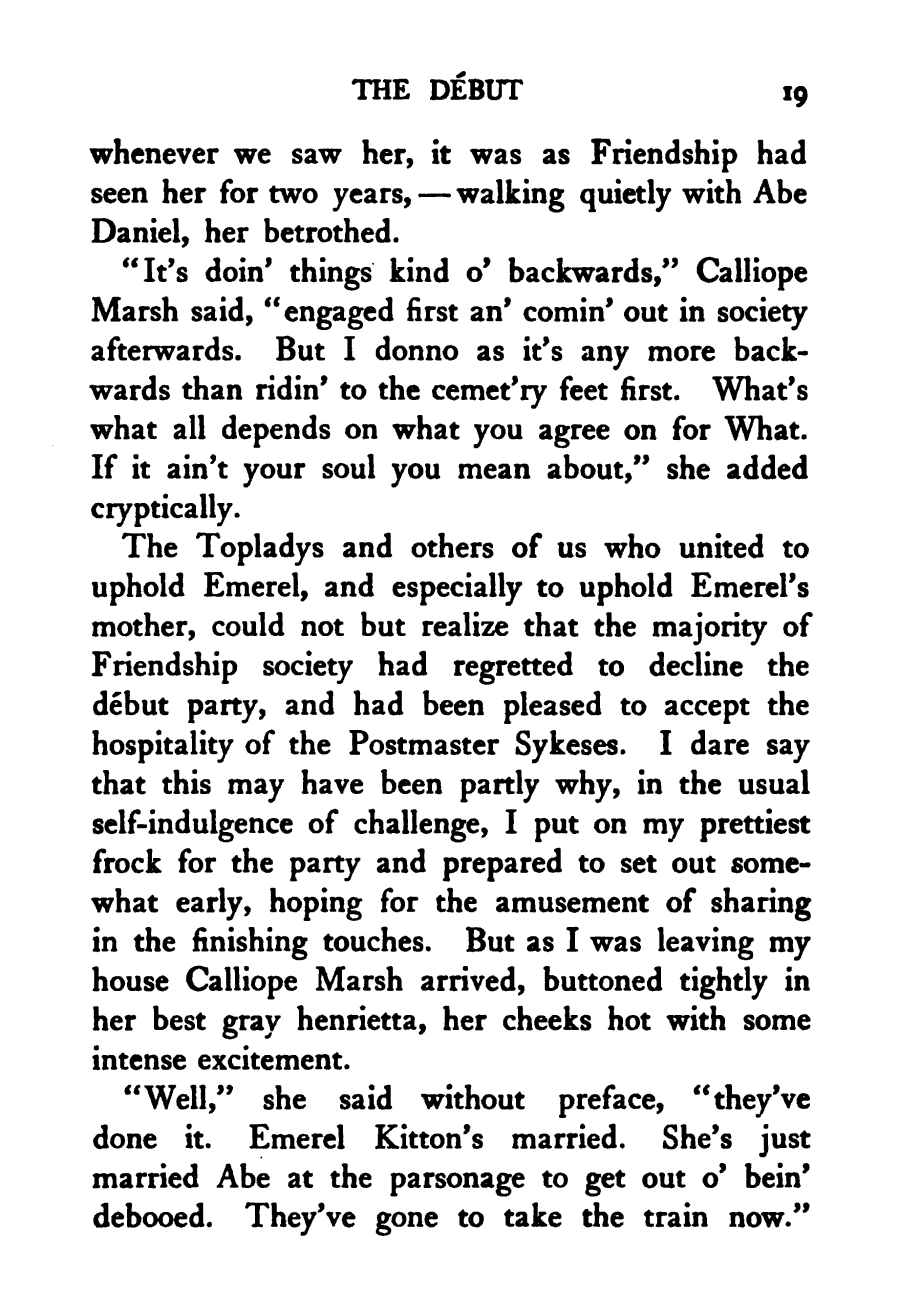 THE DÉBUT 19
whenever we saw her, it was as Friendship had
seen her for two years, — walking quietly with Abe
Daniel, her betrothed.
"It's doin' things kind o' backwards," Calliope
Marsh said, "engaged first an' comin' out in society
afterwards. But I donno as it's any more back-
wards than ridin' to the cemet'ry feet first. What's
what all depends on what you agree on for What.
If it ain't your soul you mean about," she added
cryptically.
The Topladys and others of us who united to
uphold Emerel, and especially to uphold Emerel's
mother, could not but realize that the majority of
Friendship society had regretted to decline the
début party, and had been pleased to accept the
hospitality of the Postmaster Sykeses. I dare say
that this may have been partly why, in the usual
self-indulgence of challenge, I put on my prettiest
frock for the party and prepared to set out some-
what early, hoping for the amusement of sharing
in the finishing touches. But as I was leaving my
house Calliope Marsh arrived, buttoned tightly in
her best gray henrietta, her cheeks hot with some
intense excitement.
"Well," she said without preface, "they've
done it. Emerel Kitton's married. She's just
married Abe at the parsonage to get out o' bein'
debooed. They've gone to take the train now."